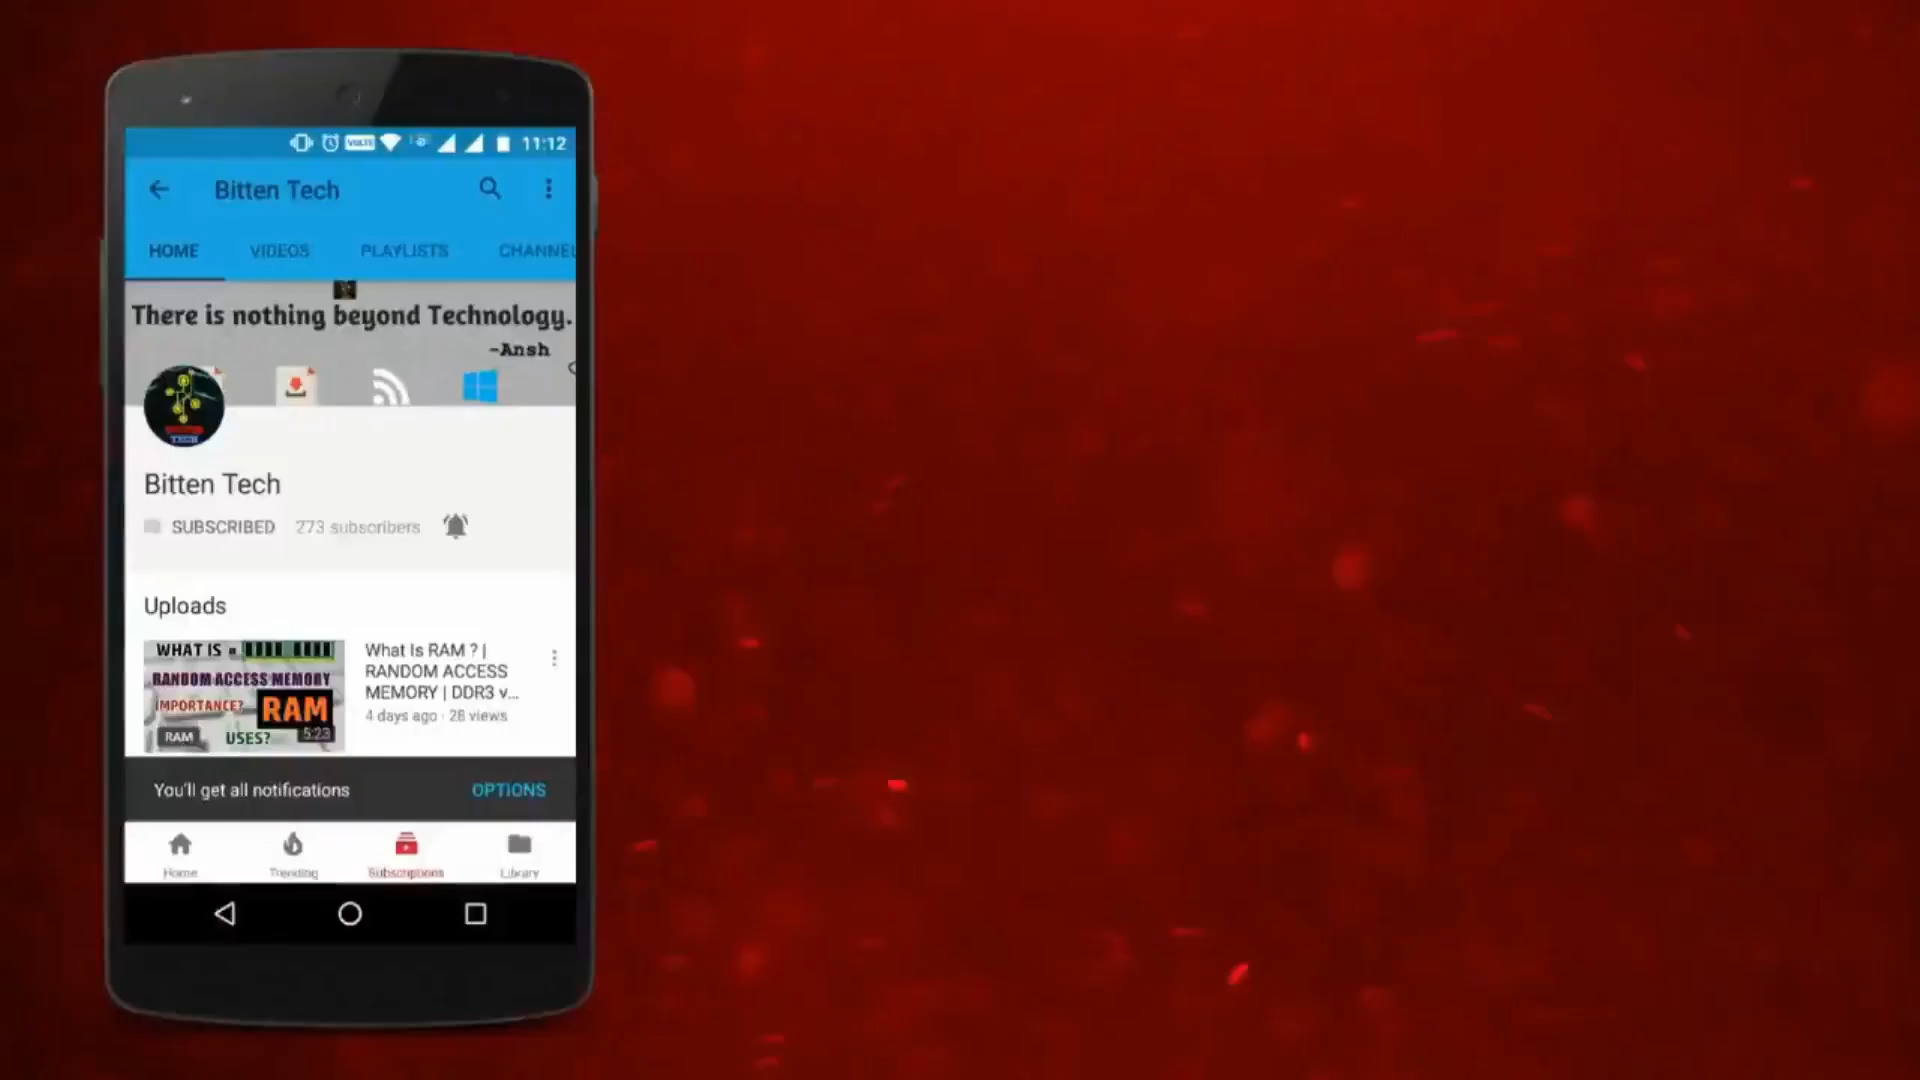 VoLTE 11:12
Bitten Tech
HOME VIDEOS PLAYLISTS CHANNEL
There is nothing beyond Technology.
-Ansh
TECH
Bitten Tech
SUBSCRIBED 273 subscribers
Uploads
WHAT IS
RANDOM ACCESS MEMORY
IMPORTANCE? RAM
RAM USES? 5:23
What Is RAM ? |
RANDOM ACCESS
MEMORY | DDR3 v...
4 days ago · 28 views
You'll get all notifications OPTIONS
Home Trending Subscriptions Library